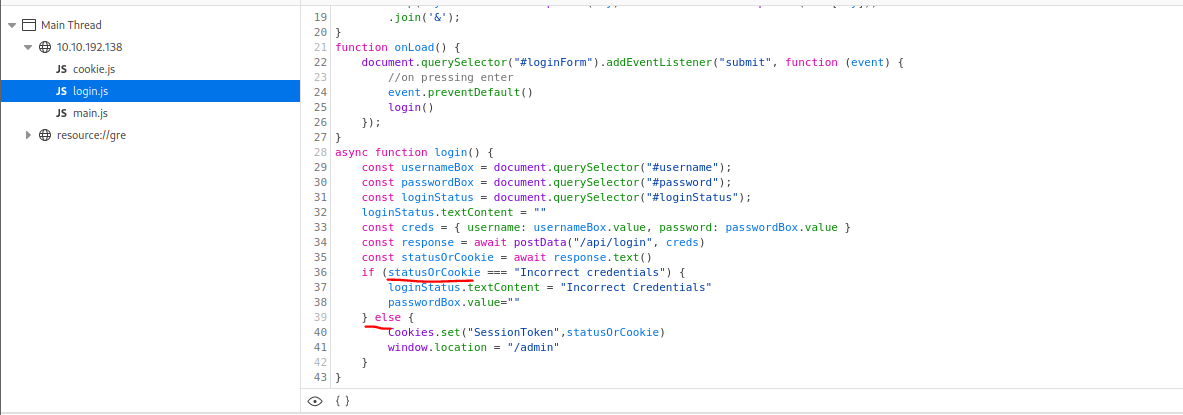 Main Thread
10.10.192.138
JS cookie.js
JS login.js
JS main.js
resource://gre
19 .join('&');
20 }
21 function onLoad() {
22 document.querySelector("#loginForm").addEventListener("submit", function (event) {
23 //on pressing enter
24 event.preventDefault()
25 login()
26 });
27 }
28 async function login() {
29 const usernameBox = document.querySelector("#username");
30 const passwordBox = document.querySelector("#password");
31 const loginStatus = document.querySelector("#loginStatus");
32 loginStatus.textContent = ""
33 const creds = { username: usernameBox.value, password: passwordBox.value }
34 const response = await postData("/api/login", creds)
35 const statusOrCookie = await response.text()
36 if (statusOrCookie === "Incorrect credentials") {
37 loginStatus.textContent = "Incorrect Credentials"
38 passwordBox.value=""
39 } else {
40 Cookies.set("SessionToken",statusOrCookie)
41 window.location = "/admin"
42 }
43 }
{ }